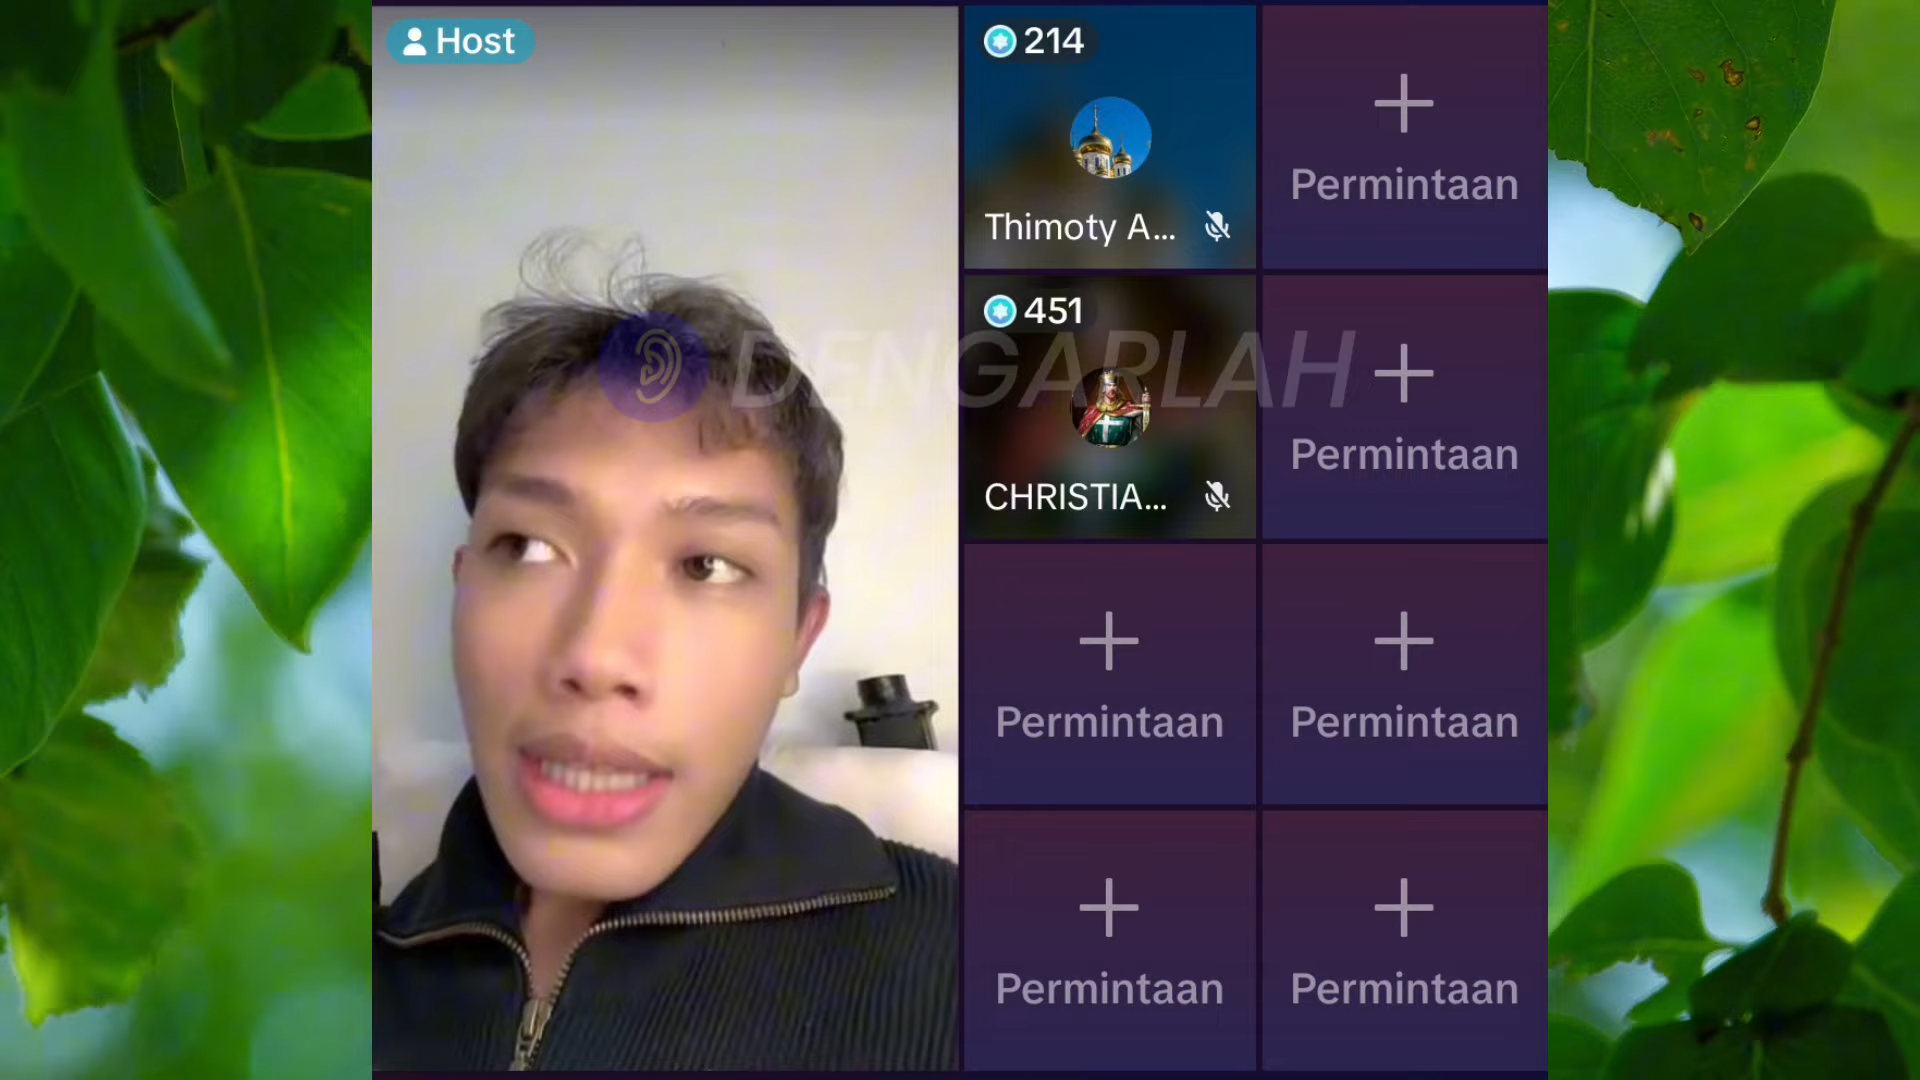 Host
214
Thimoty A...
Permintaan
451
CHRISTIA...
Permintaan
DENGARLAH
Permintaan
Permintaan
Permintaan
Permintaan